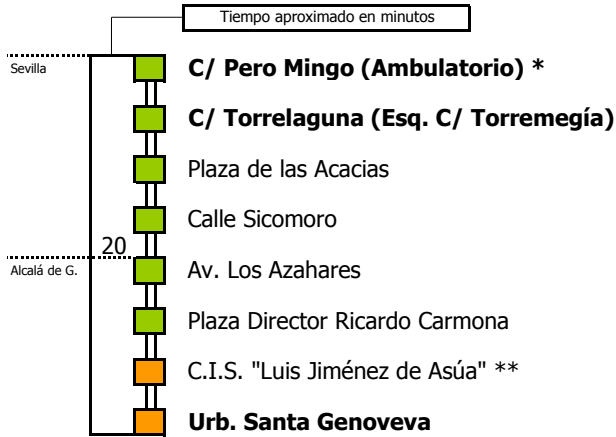 Tiempo aproximado en minutos
Sevilla
C/ Pero Mingo (Ambulatorio) *
C/ Torrelaguna (Esq. C/ Torremegía)
Plaza de las Acacias
Calle Sicomoro
20
Alcalá de G.
Av. Los Azahares
Plaza Director Ricardo Carmona
C.I.S. "Luis Jiménez de Asúa" **
Urb. Santa Genoveva